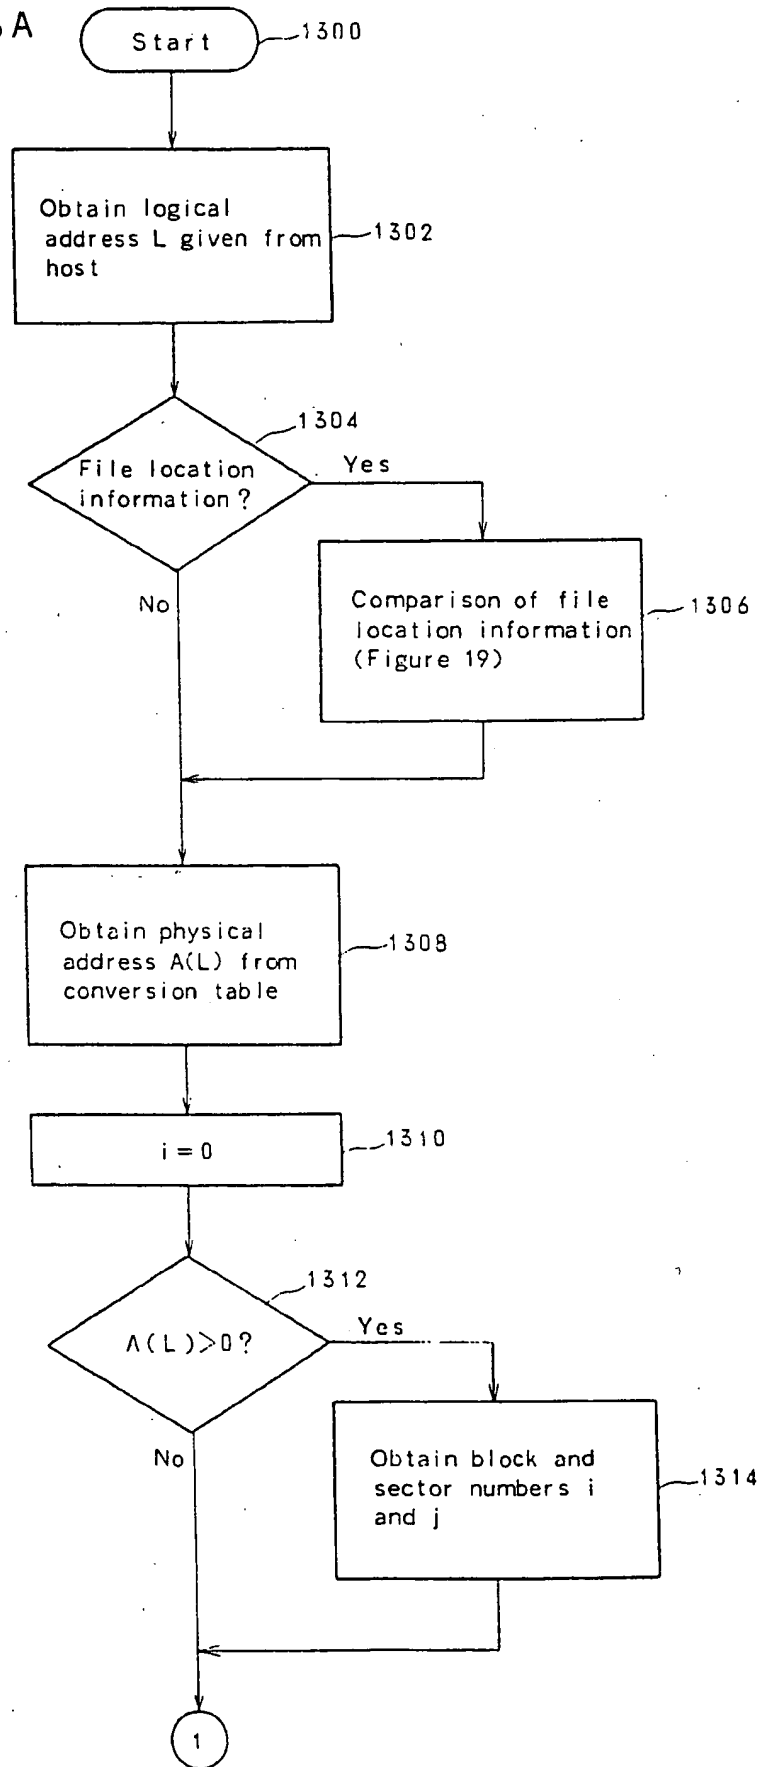 A
Start
1300
Obtain logical
address L given from
host
1302
1304
File location
information?
Yes
No
Comparison of file
location information
(Figure 19)
1306
Obtain physical
address A(L) from
conversion table
1308
i = 0
1310
1312
A(L)>0?
Yes
No
Obtain block and
sector numbers i
and j
1314
1